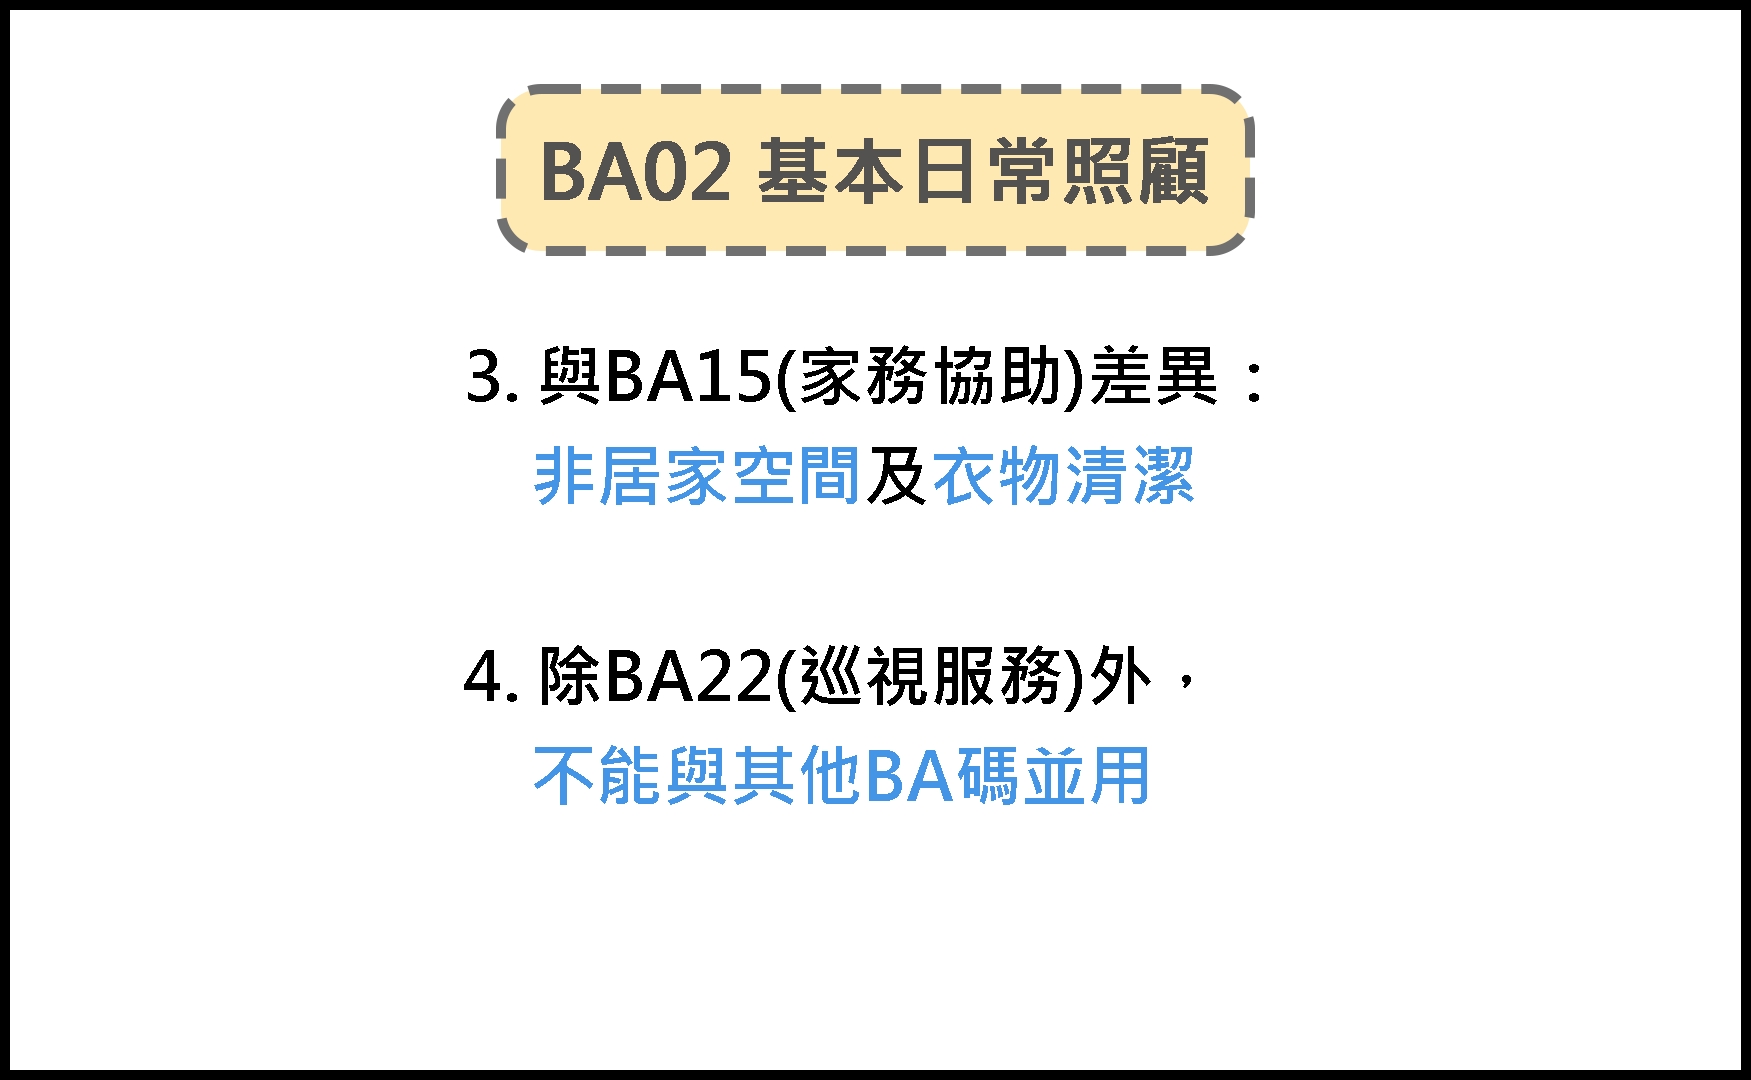 BA02 基本日常照顧
3. 與BA15(家務協助)差異：
非居家空間及衣物清潔
4. 除BA22(巡視服務)外，
不能與其他BA碼並用